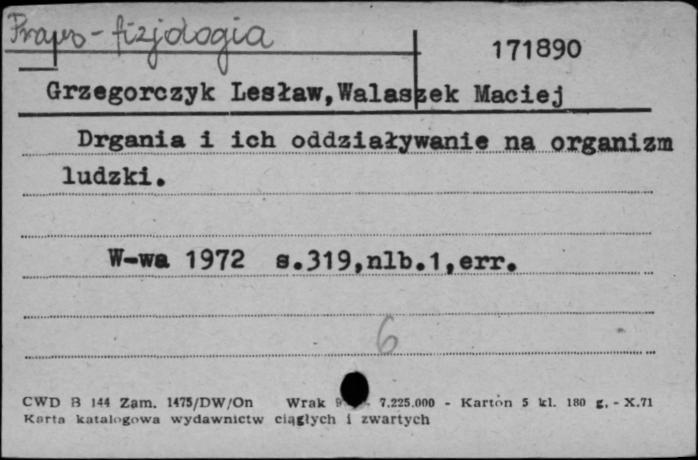 fizjologia
171890
Grzegorczyk Lesław,Walaszek Maciej
Drgania i ich oddziaływanie na organizm
ludzki.
W-wa 1972 s.319,nlb.1,err.
6
CWD B 144 Zam. 1475/DW/On Wrak 7.225.000 - Karton 5 kl. 180 g. - X.71
Karta katalogowa wydawnictw ciągłych i zwartych